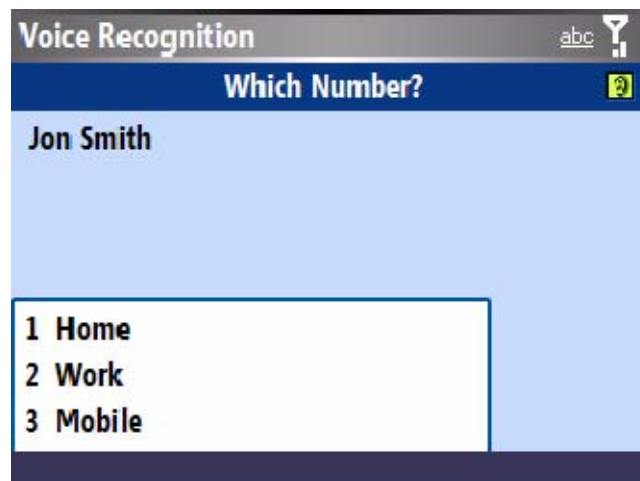 Voice Recognition abc
Which Number?
Jon Smith
1 Home
2 Work
3 Mobile